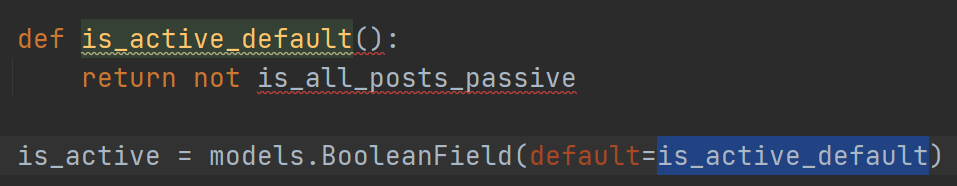 def is_active_default():
return not is_all_posts_passive
is_active = models.BooleanField(default=is_active_default)